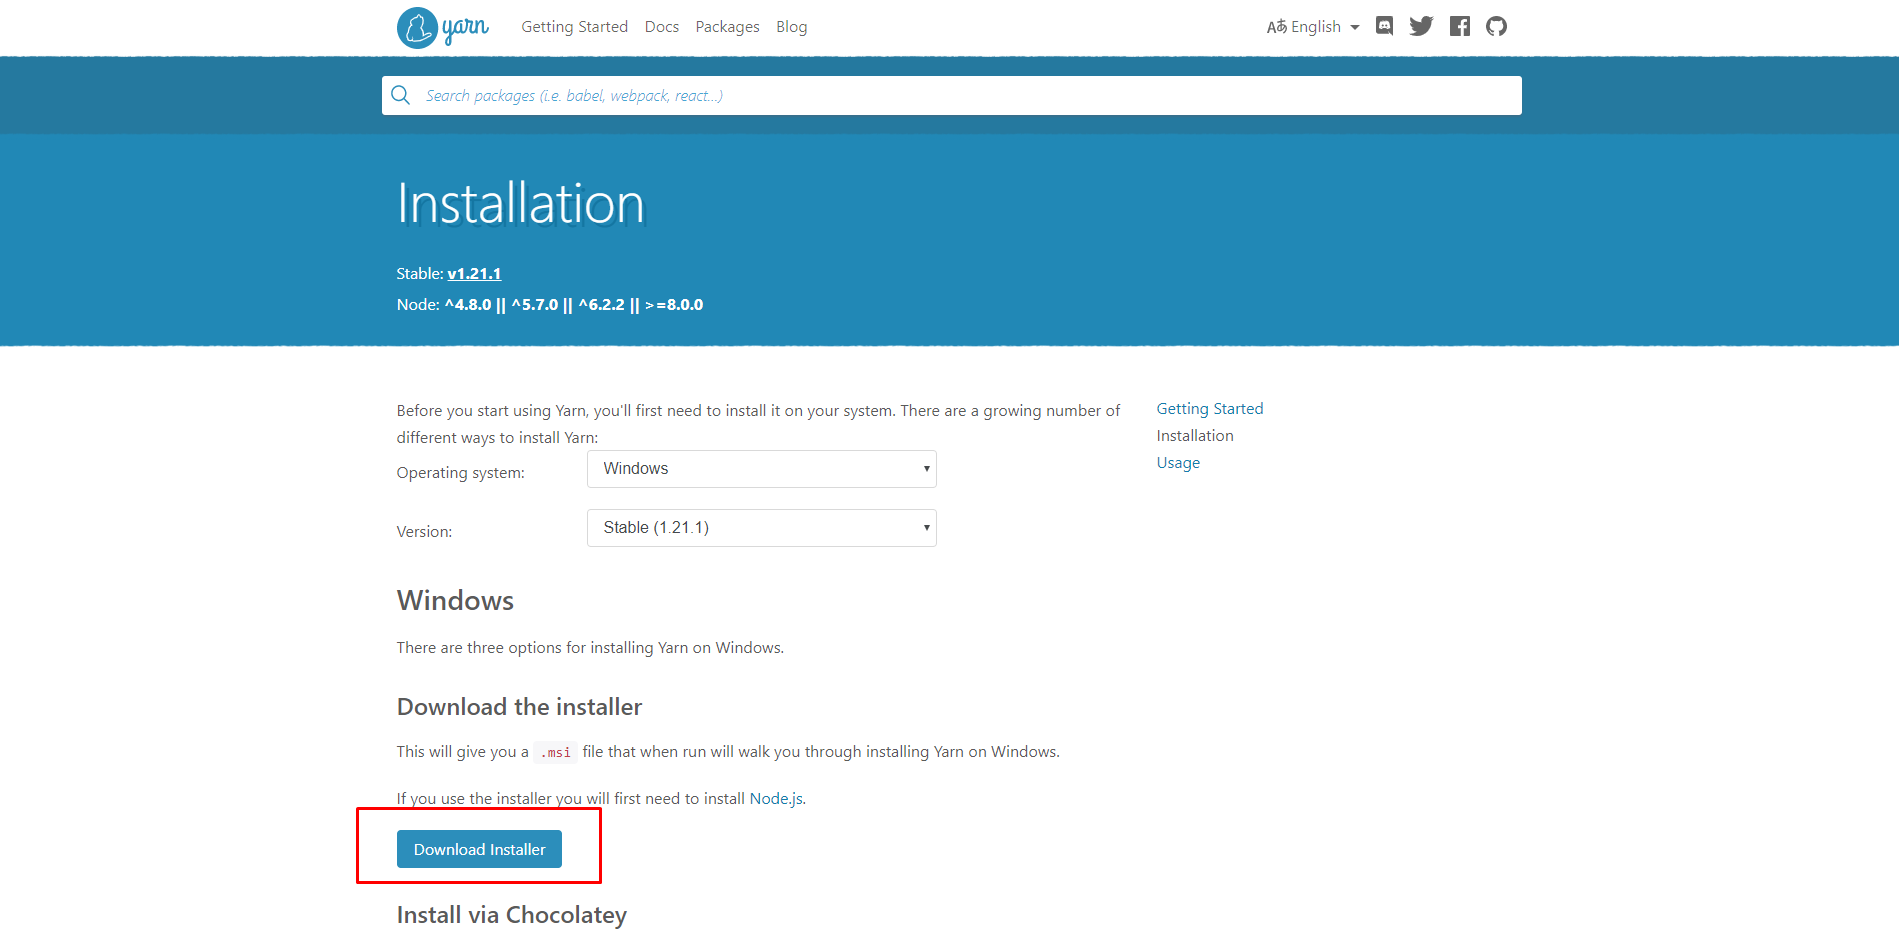 yarn
Getting Started Docs Packages Blog
Aあ English
Search packages (i.e. babel, webpack, react...)
Installation
Stable: v1.21.1
Node: ^4.8.0 || ^5.7.0 || ^6.2.2 || >=8.0.0
Before you start using Yarn, you'll first need to install it on your system. There are a growing number of
different ways to install Yarn:
Operating system: Windows
Version: Stable (1.21.1)
Getting Started
Installation
Usage
Windows
There are three options for installing Yarn on Windows.
Download the installer
This will give you a .msi file that when run will walk you through installing Yarn on Windows.
If you use the installer you will first need to install Node.js.
Download Installer
Install via Chocolatey